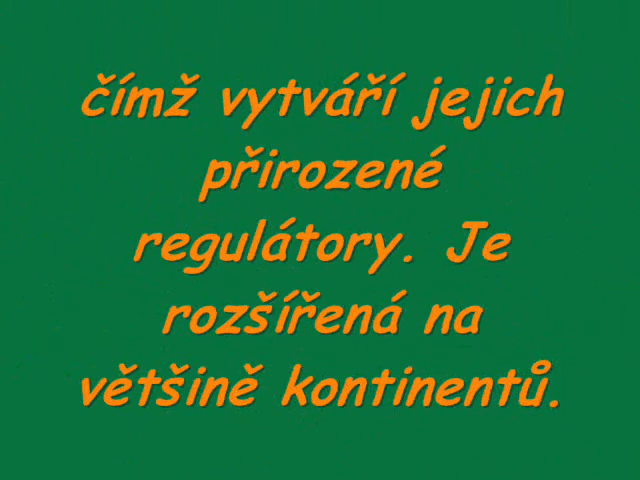 čímž vytváří jejich
přirozené
regulátory. Je
rozšířená na
většině kontinentů.